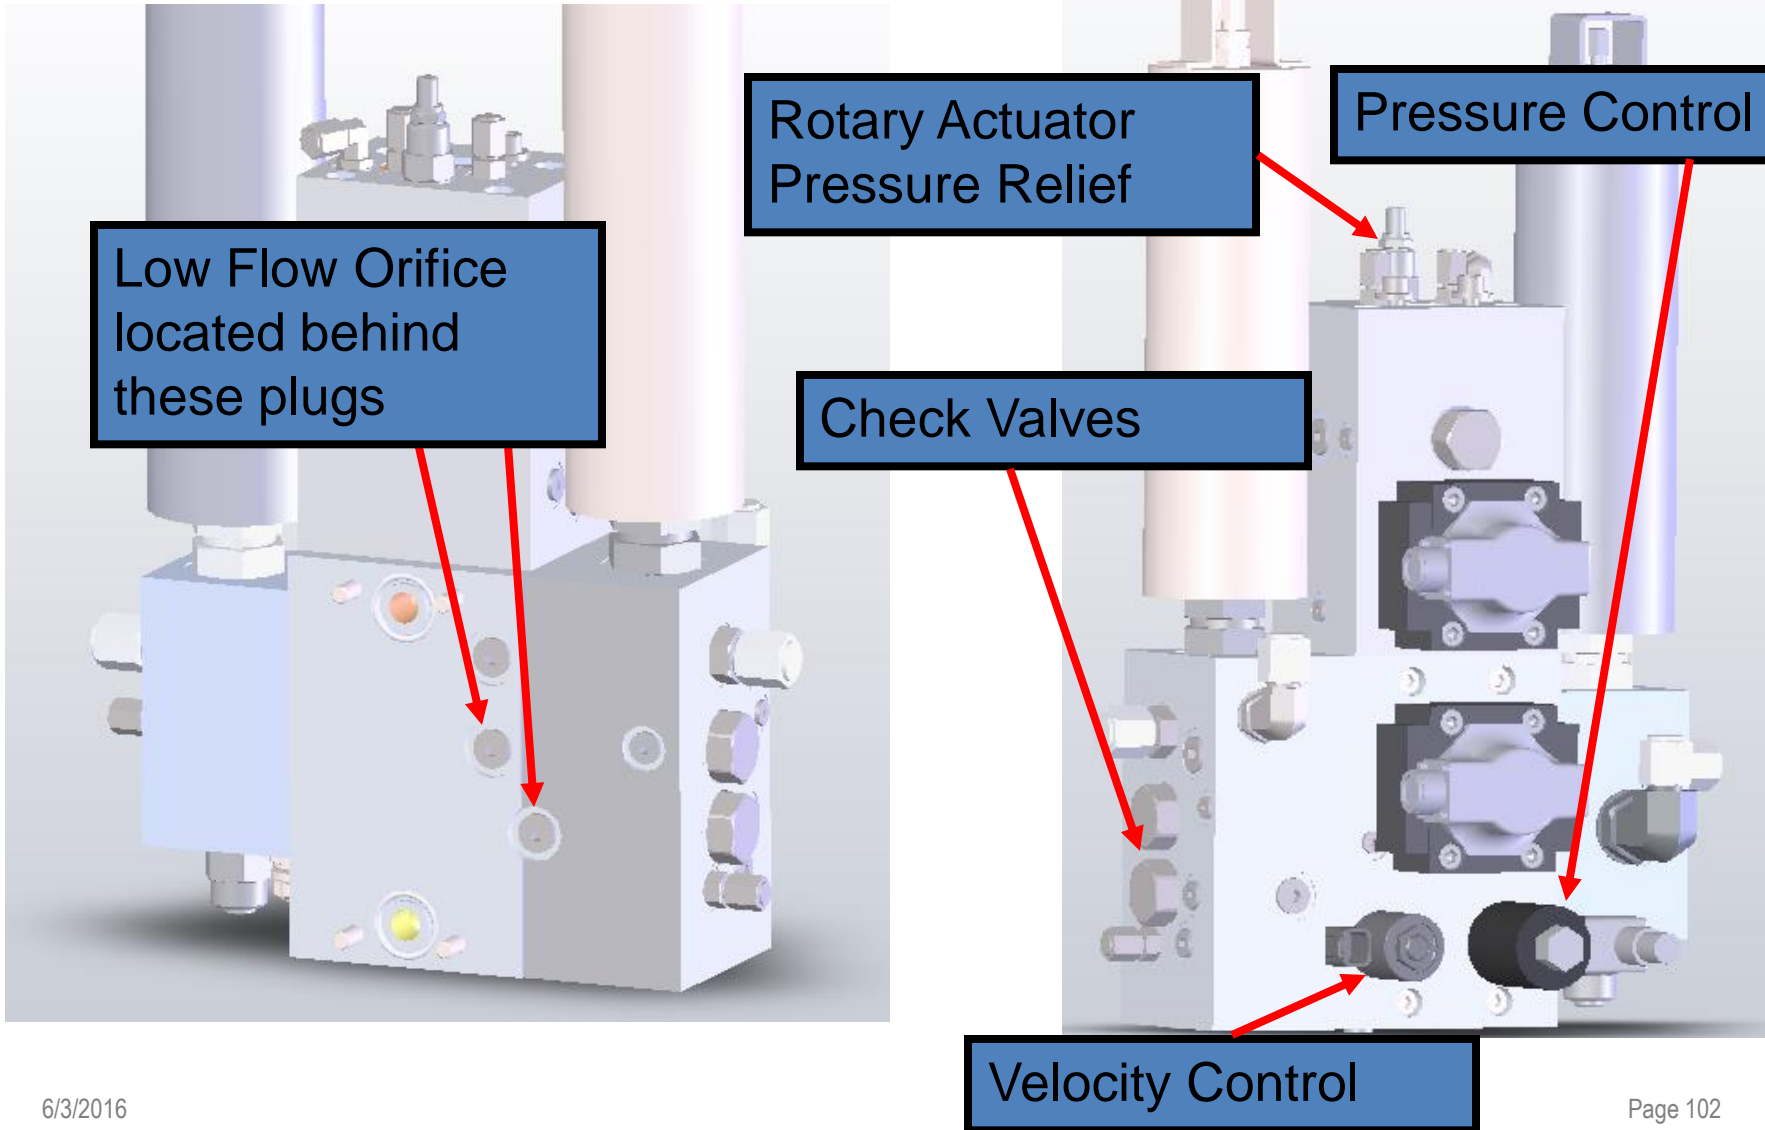 Rotary Actuator
Pressure Relief
Pressure Control
Low Flow Orifice
located behind
these plugs
Check Valves
Velocity Control
6/3/2016
Page 102